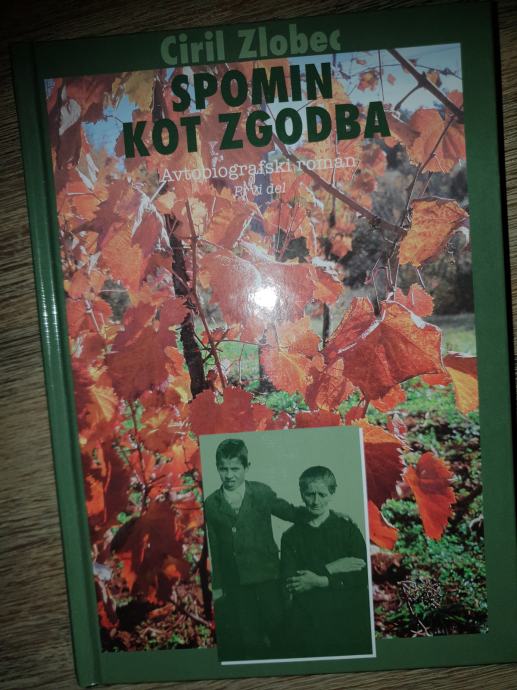 Ciril Zlobec
SPOMIN
KOT ZGODBA
Avtobiografski roman
Prvi del